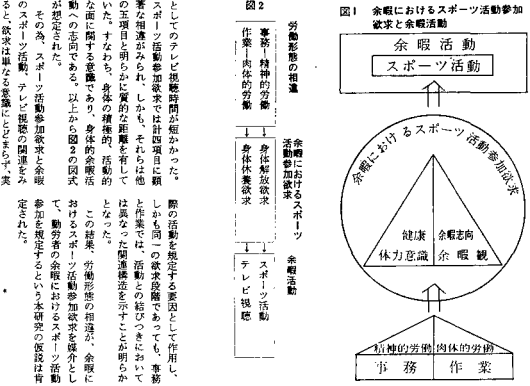 図1 余暇におけるスポーツ活動参加
欲求と余暇活動
余暇活動
スポーツ活動
余暇におけるスポーツ活動参加欲求
健康
体力意識
余暇志向
余暇観
精神的労働
肉体的労働
事務
作業
図2
労働形態の相違
事務―精神的労働
作業―肉体的労働
余暇におけるスポーツ
活動参加欲求
身体解放欲求
身体休養欲求
余暇活動
スポーツ活動
テレビ視聴
としてのテレビ視聴時間が短かかった。
スポーツ活動参加欲求では計四項目に顕
著な相違がみられ、しかも、それらは他
の五項目と明らかに質的な距離を有して
いた。すなわち、身体の積極的、活動的
な面に関する意識であり、身体的余暇活
動への志向である。以上から図2の図式
が想定された。
その為、スポーツ活動参加欲求と余暇
のスポーツ活動、テレビ視聴の関連をみ
ると、欲求は単なる意識にとどまらず、実
際の活動を規定する要因として作用し、
しかも同一の欲求段階であっても、事務
と作業では、活動との結びつきにおいて
は異なった関連構造を示すことが明らか
となった。
この結果、労働形態の相違が、余暇に
おけるスポーツ活動参加欲求を媒介とし
て、勤労者の余暇におけるスポーツ活動
参加を規定するという本研究の仮説は肯
定された。
*